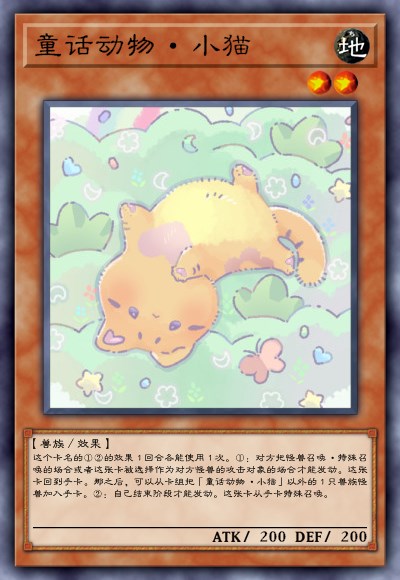 童话动物·小猫
地
【兽族／效果】
这个卡名的①②的效果1回合各能使用1次。①：对方把怪兽召唤·特殊召
唤的场合或者这张卡被选择作为对方怪兽的攻击对象的场合才能发动。这张
卡回到手卡。那之后，可以从卡组把「童话动物·小猫」以外的1只兽族怪
兽加入手卡。②：自己结束阶段才能发动。这张卡从手卡特殊召唤。
ATK/ 200 DEF/ 200